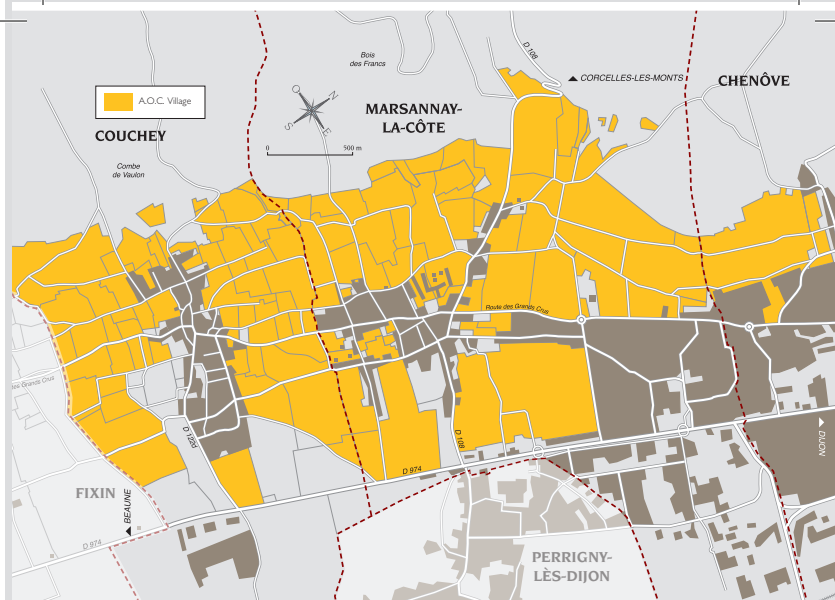 D 108
Bois
des Francs
CORCELLES-LES-MONTS
CHENÔVE
A.O.C. Village
O
N
S
E
MARSANNAY-
LA-CÔTE
COUCHEY
0
500 m
Combe
de Vaulon
Route des Grands Crus
des Grands Crus
D 122d
D 108
DIJON
D 974
FIXIN
BEAUNE
D 974
PERRIGNY-
LÈS-DIJON